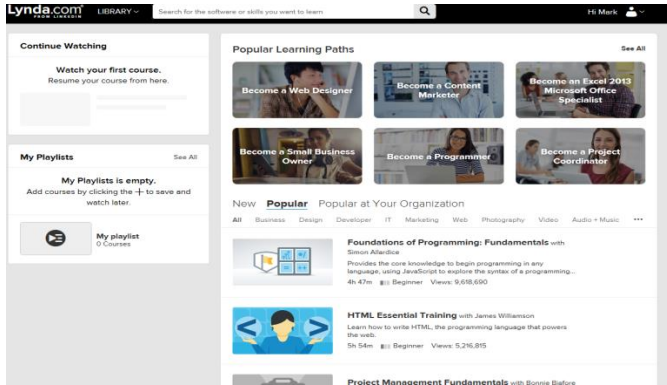 Lynda.com
FROM LINKEDIN
LIBRARY
Search for the software or skills you want to learn
Hi Mark
Continue Watching
Watch your first course.
Resume your course from here.
My Playlists
See All
My Playlists is empty.
Add courses by clicking the + to save and
watch later.
My playlist
0 Courses
Popular Learning Paths
See All
Become a Web Designer
Become a Content
Marketer
Become an Excel 2013
Microsoft Office
Specialist
Become a Small Business
Owner
Become a Programmer
Become a Project
Coordinator
New Popular Popular at Your Organization
All Business Design Developer IT Marketing Web Photography Video Audio + Music ...
Foundations of Programming: Fundamentals with
Simon Allardice
Provides the core knowledge to begin programming in any
language, using JavaScript to explore the syntax of a programming...
4h 47m Beginner Views: 9,618,690
HTML Essential Training with James Williamson
Learn how to write HTML, the programming language that powers
the web.
5h 54m Beginner Views: 5,216,815
Project Management Fundamentals with Bonnie Biafore